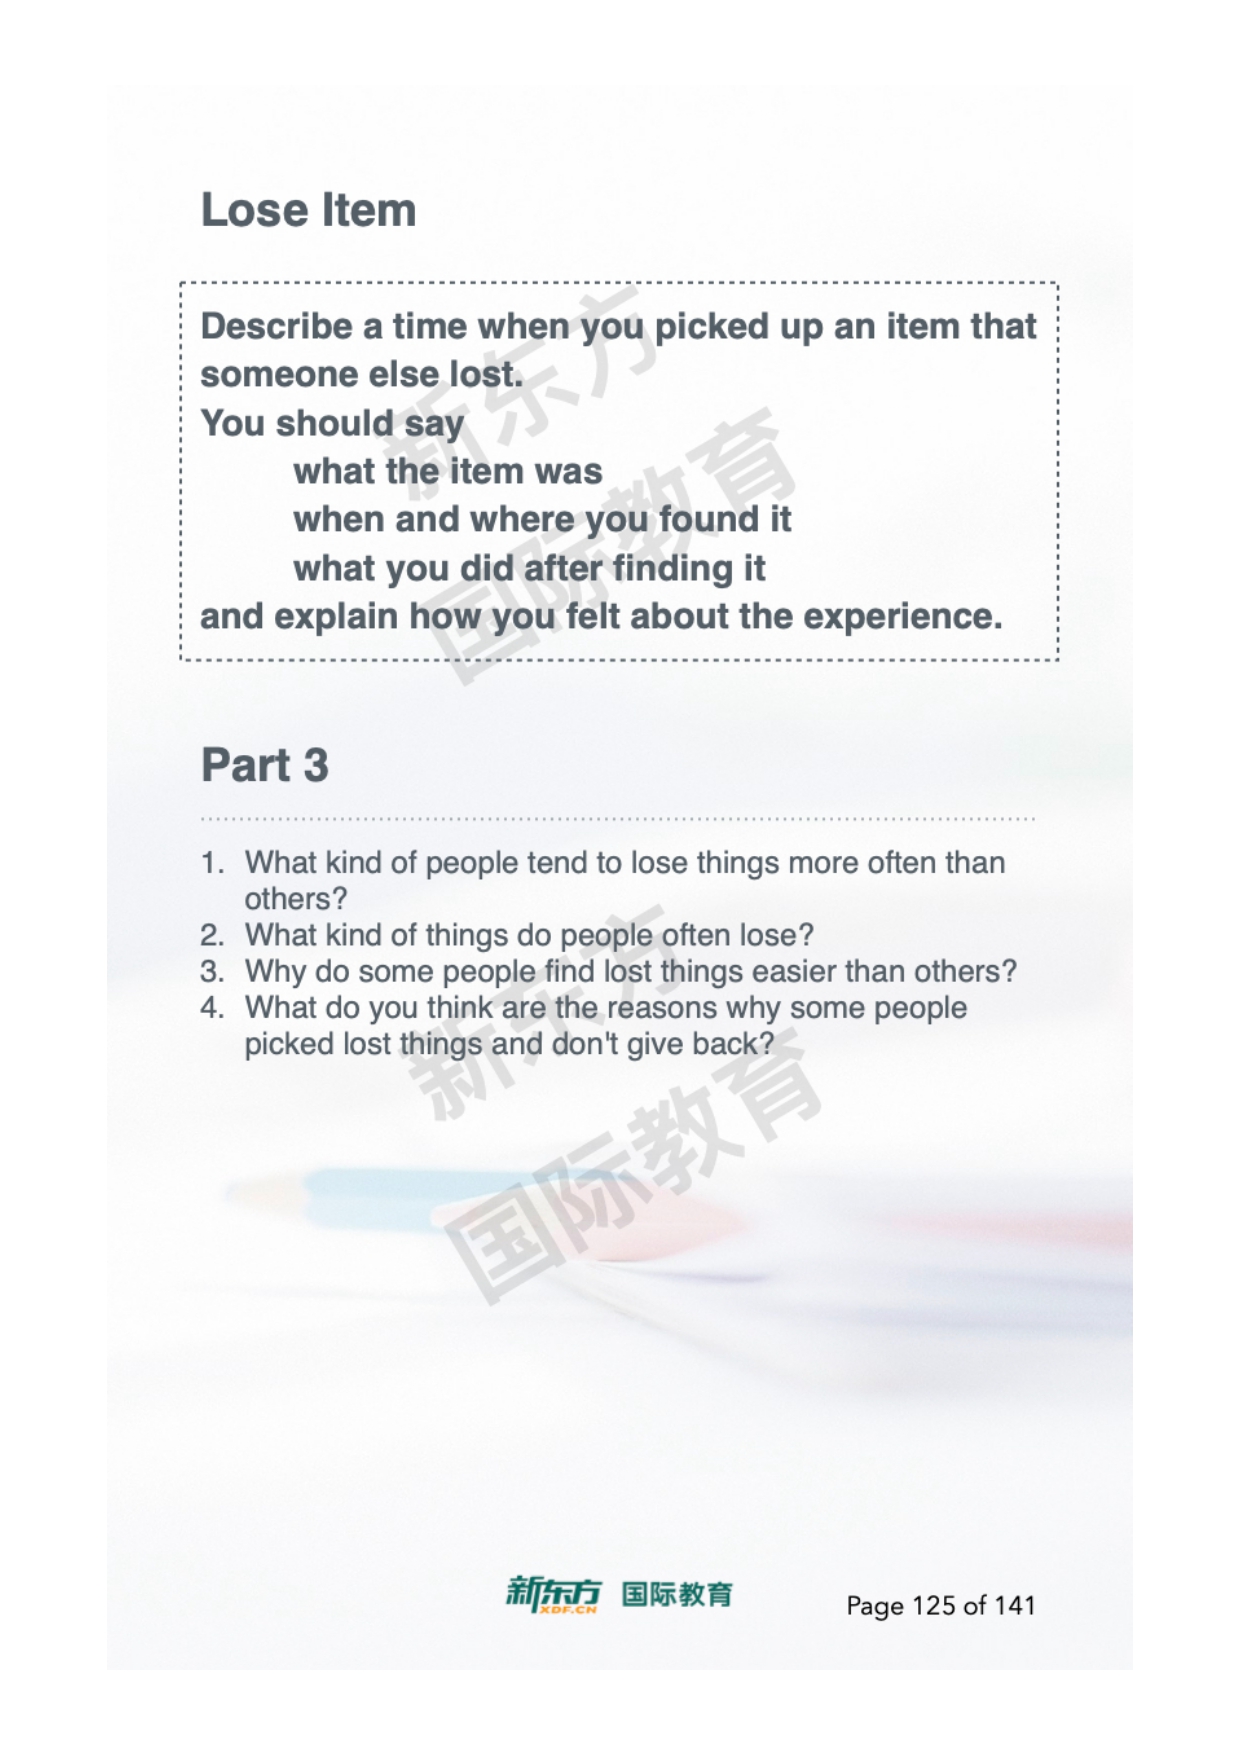 Lose Item
Describe a time when you picked up an item that
someone else lost.
You should say
what the item was
when and where you found it
what you did after finding it
and explain how you felt about the experience.
新东方
国际教育
Part 3
1. What kind of people tend to lose things more often than
others?
2. What kind of things do people often lose?
3. Why do some people find lost things easier than others?
4. What do you think are the reasons why some people
picked lost things and don't give back?
新东方
国际教育
新东方 XDF.CN 国际教育
Page 125 of 141